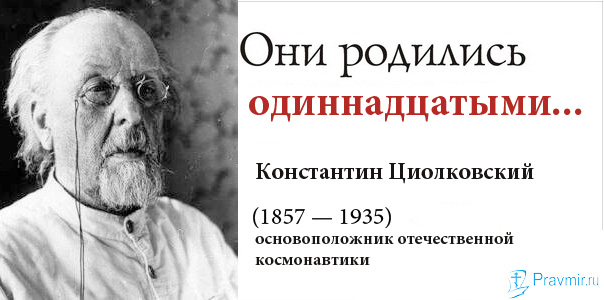 Они родились
одиннадцатыми...
Константин Циолковский
(1857 — 1935)
основоположник отечественной
космонавтики
Pravmir.ru